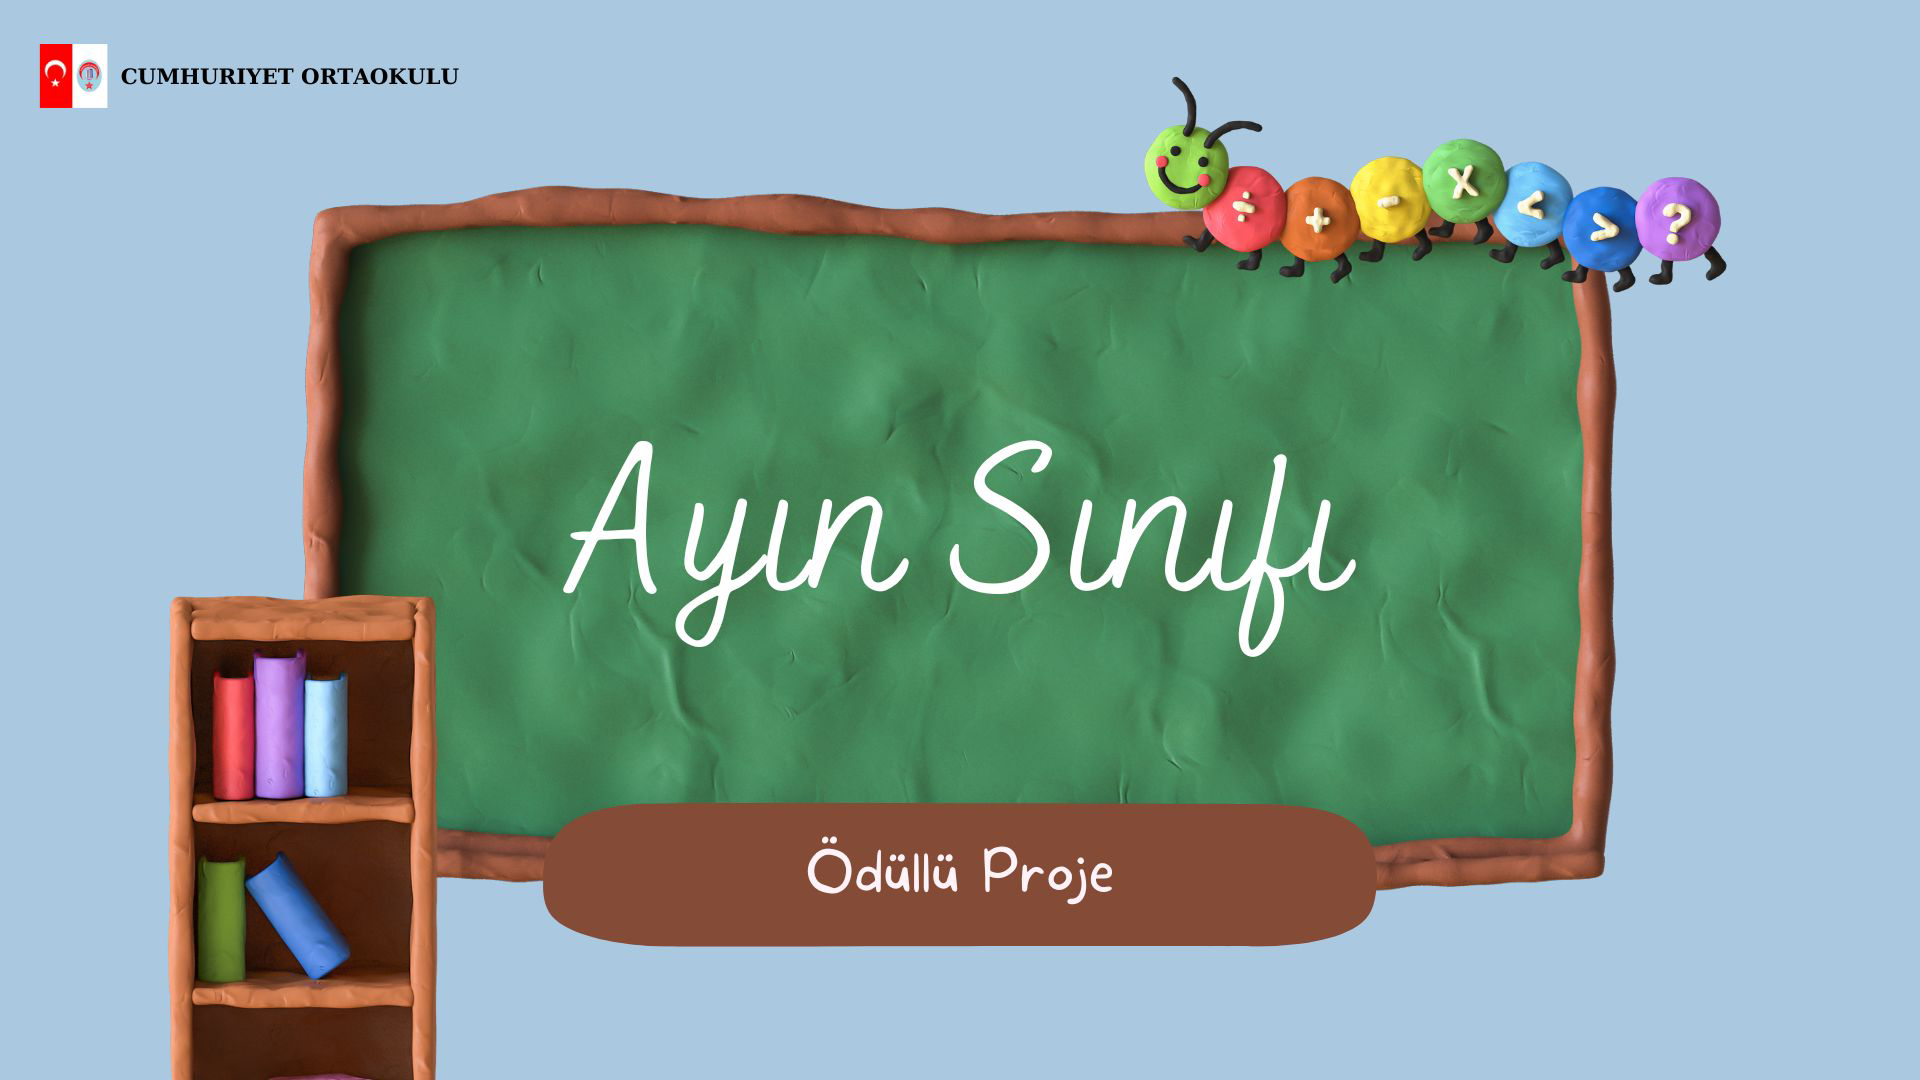 CUMHURIYET ORTAOKULU
÷ + - x < > ?
Ayın Sınıfı
Ödüllü Proje